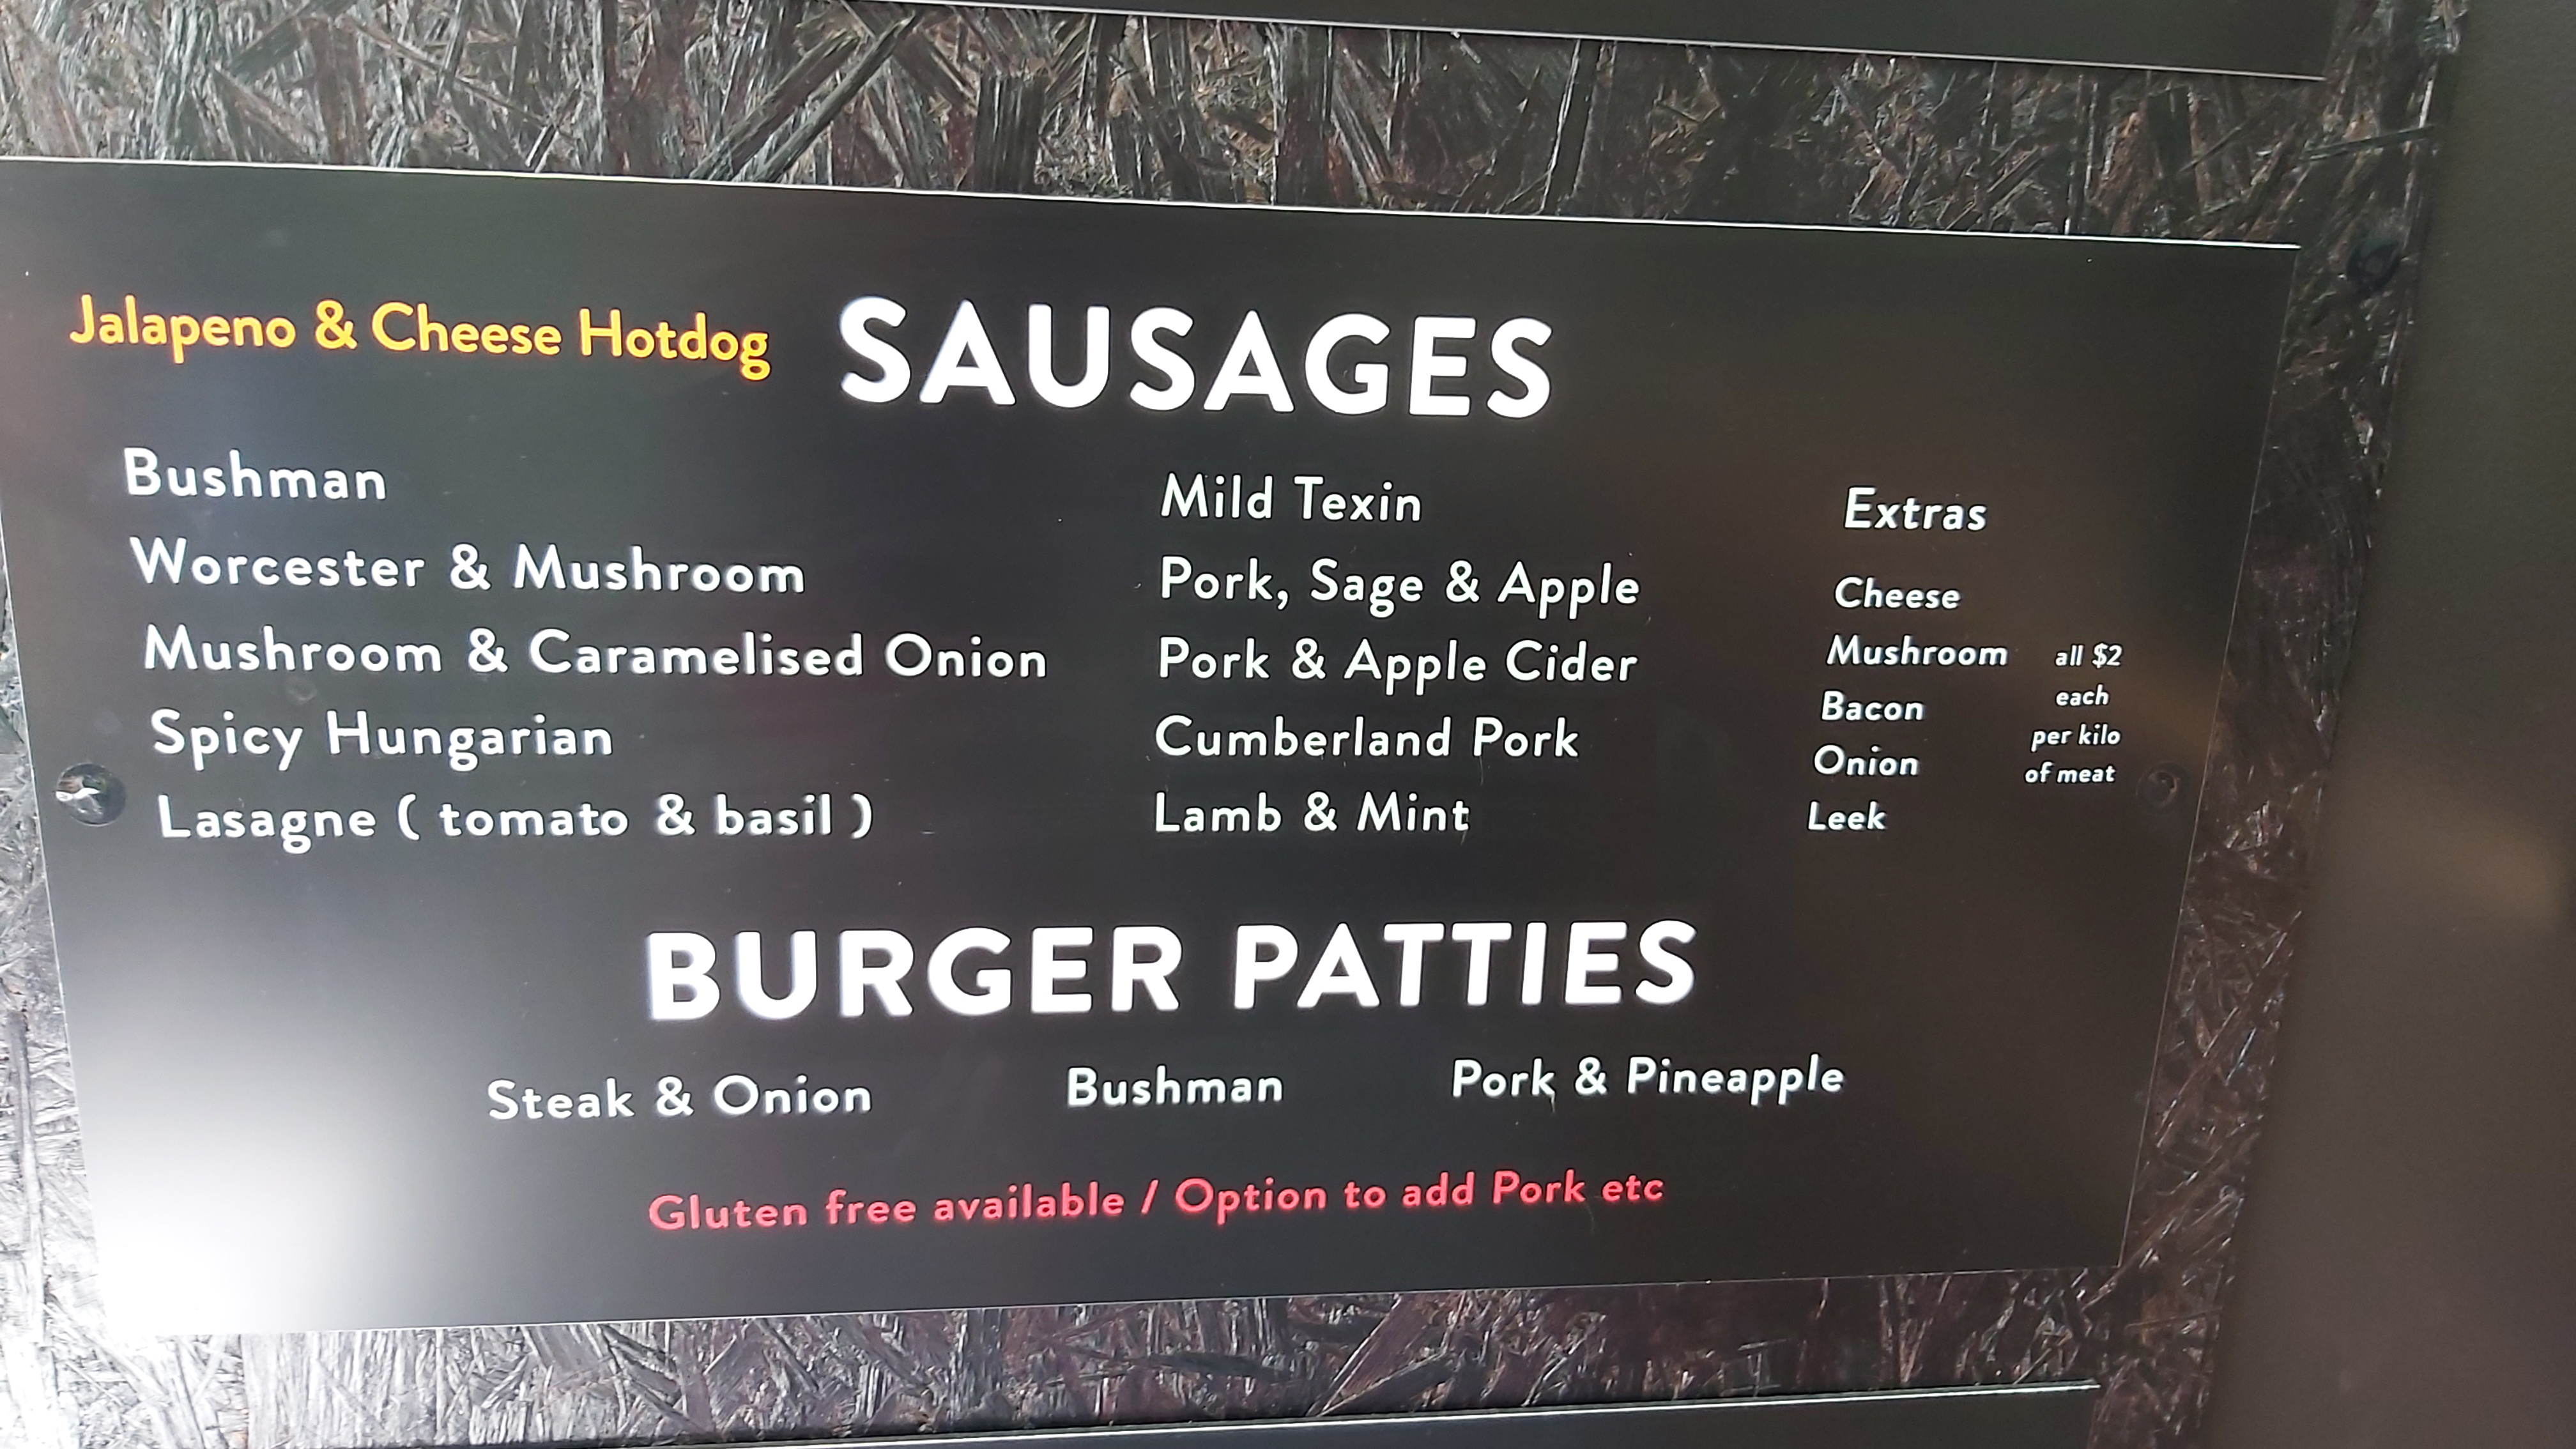 Jalapeno & Cheese Hotdog
SAUSAGES
Bushman
Worcester & Mushroom
Mushroom & Caramelised Onion
Spicy Hungarian
Lasagne ( tomato & basil )
Mild Texin
Pork, Sage & Apple
Pork & Apple Cider
Cumberland Pork
Lamb & Mint
Extras
Cheese
Mushroom
Bacon
Onion
Leek
all $2
each
per kilo
of meat
BURGER PATTIES
Steak & Onion Bushman Pork & Pineapple
Gluten free available / Option to add Pork etc